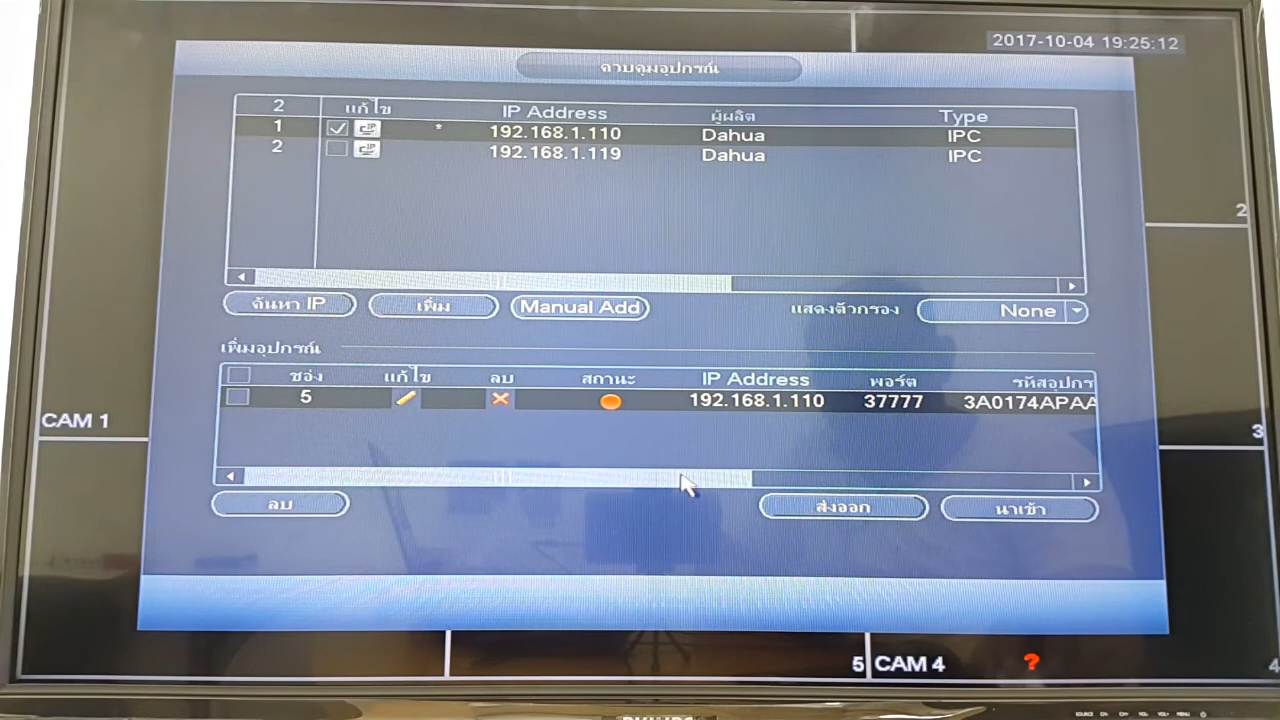 2017-10-04 19:25:12
ควบคุมอุปกรณ์
2 แก้ไข IP Address ผู้ผลิต Type
1 * 192.168.1.110 Dahua IPC
2 192.168.1.119 Dahua IPC
2
ค้นหา IP เพิ่ม Manual Add แสดงตัวกรอง None
เพิ่มอุปกรณ์
ช่อง แก้ไข ลบ สถานะ IP Address พอร์ต รหัสอุปกร
5 192.168.1.110 37777 3A0174APAA
CAM 1
3
ลบ ส่งออก นำเข้า
5 CAM 4 ? 4
PHILIPS